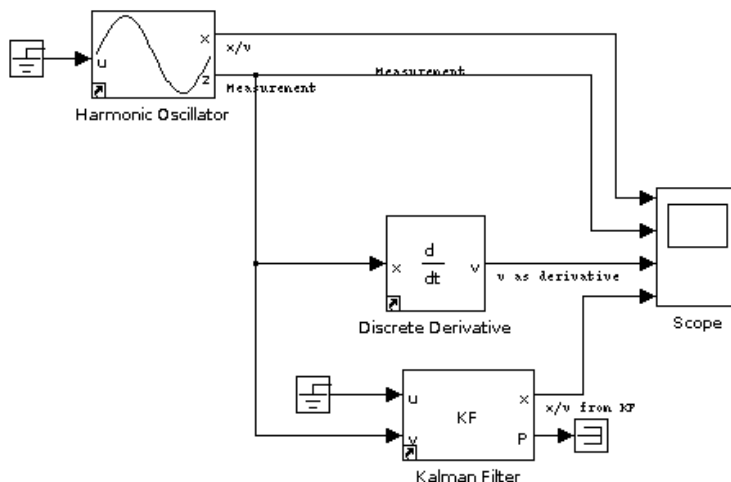 x
x/v
u
z
Measurement
Measurement
Harmonic Oscillator
d
x
v
dt
v as derivative
Discrete Derivative
Scope
u
x
KF
x/v from KF
y
P
Kalman Filter